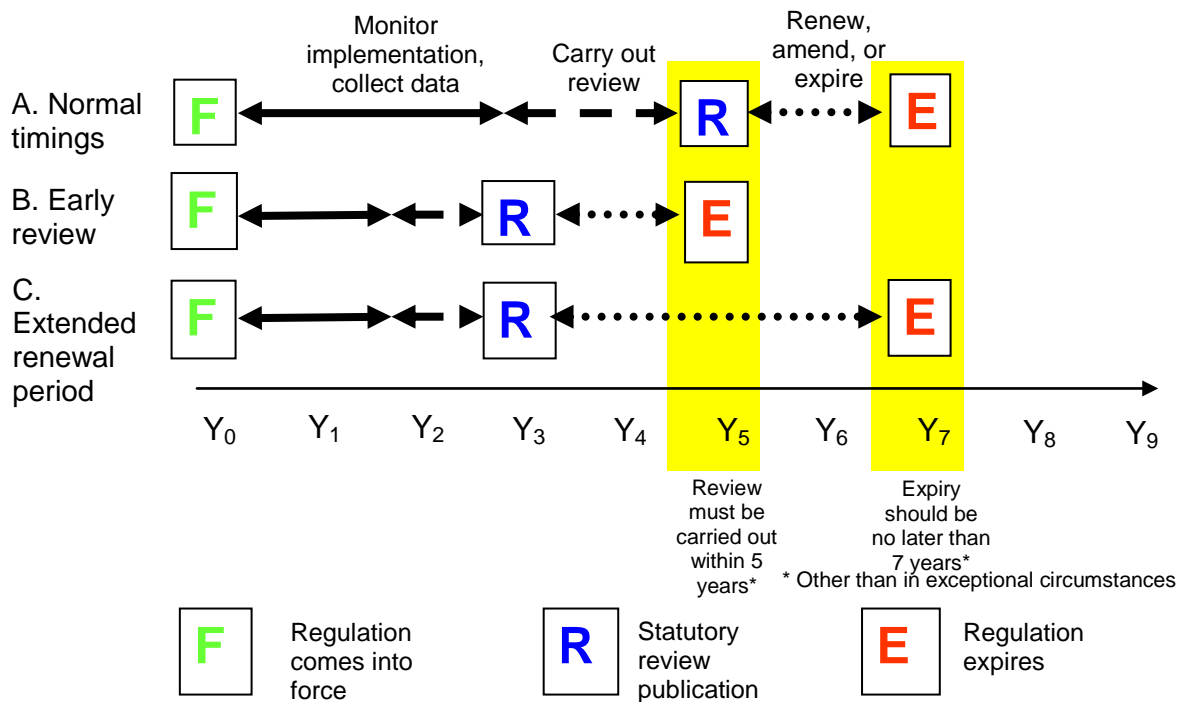 Monitor
implementation,
collect data
Carry out
review
Renew,
amend, or
expire
A. Normal
timings
F
R
E
B. Early
review
F
R
E
C.
Extended
renewal
period
F
R
E
Y0 Y1 Y2 Y3 Y4 Y5 Y6 Y7 Y8 Y9
Review
must be
carried out
within 5
years*
Expiry
should be
no later than
7 years*
* Other than in exceptional circumstances
F
Regulation
comes into
force
R
Statutory
review
publication
E
Regulation
expires